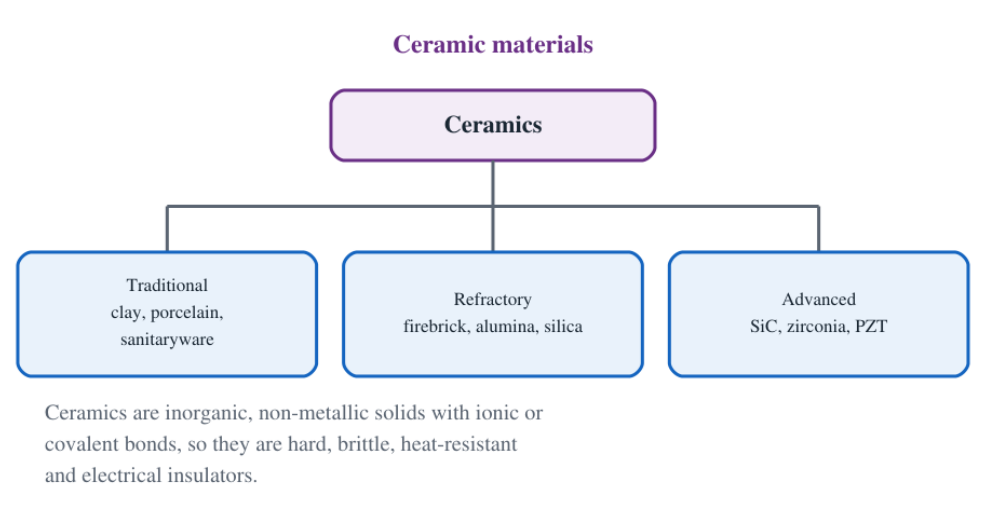 Ceramic materials
Ceramics
Traditional
clay, porcelain,
sanitaryware
Refractory
firebrick, alumina, silica
Advanced
SiC, zirconia, PZT
Ceramics are inorganic, non-metallic solids with ionic or
covalent bonds, so they are hard, brittle, heat-resistant
and electrical insulators.